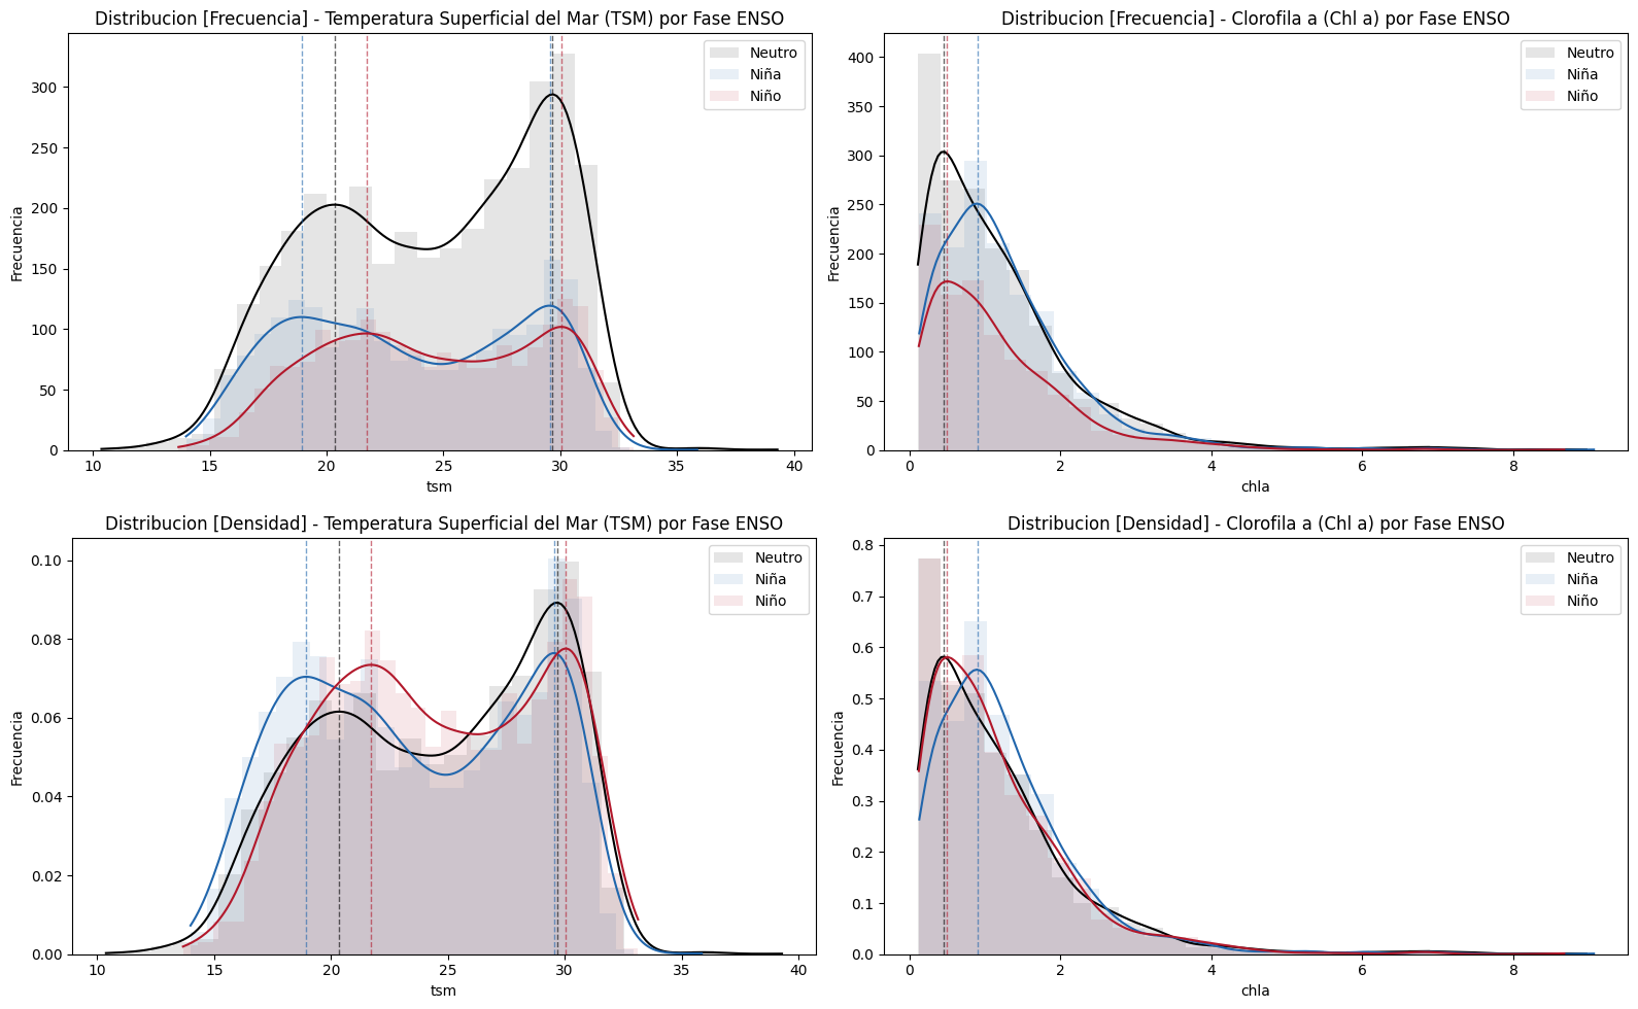 Distribucion [Frecuencia] - Temperatura Superficial del Mar (TSM) por Fase ENSO
Neutro
Niña
Niño
Frecuencia
300
250
200
150
100
50
0
10 15 20 25 30 35 40
tsm
Distribucion [Frecuencia] - Clorofila a (Chl a) por Fase ENSO
Neutro
Niña
Niño
Frecuencia
400
350
300
250
200
150
100
50
0
0 2 4 6 8
chla
Distribucion [Densidad] - Temperatura Superficial del Mar (TSM) por Fase ENSO
Neutro
Niña
Niño
Frecuencia
0.10
0.08
0.06
0.04
0.02
0.00
10 15 20 25 30 35 40
tsm
Distribucion [Densidad] - Clorofila a (Chl a) por Fase ENSO
Neutro
Niña
Niño
Frecuencia
0.8
0.7
0.6
0.5
0.4
0.3
0.2
0.1
0.0
0 2 4 6 8
chla